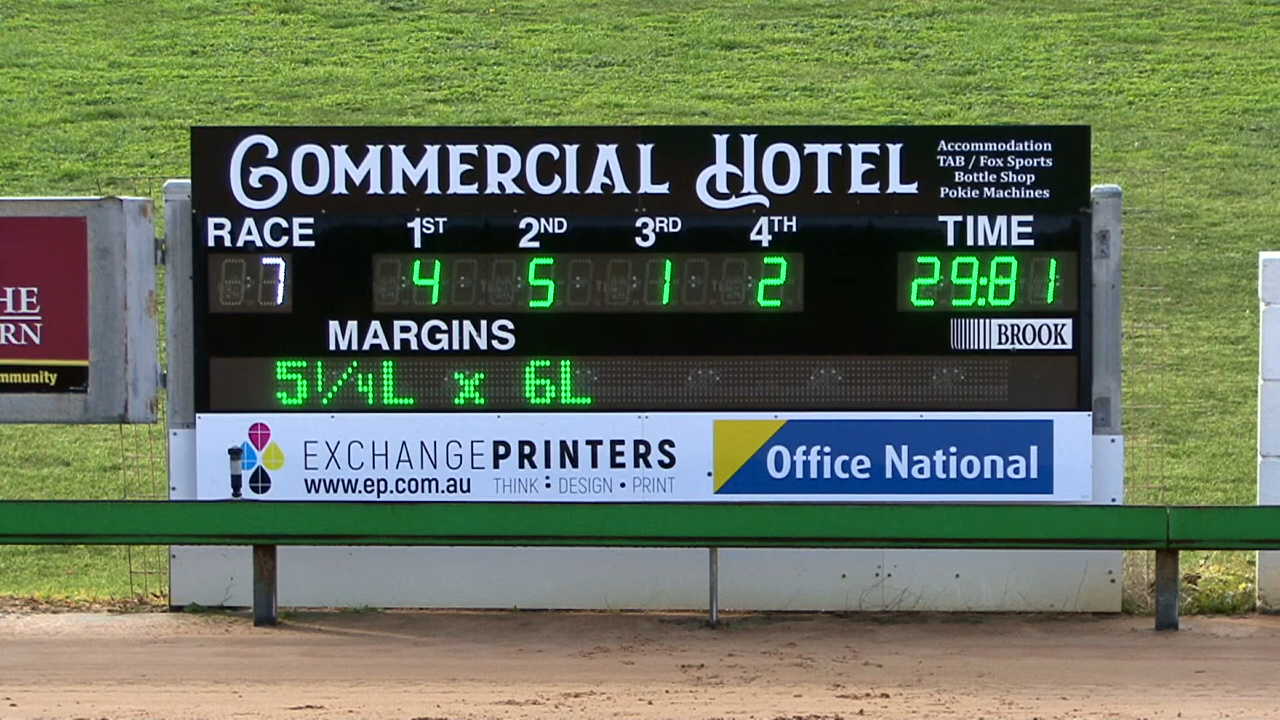 COMMERCIAL HOTEL
Accommodation
TAB / Fox Sports
Bottle Shop
Pokie Machines
RACE 1ST 2ND 3RD 4TH TIME
7 4 5 1 2 29:81
MARGINS
BROOK
5¼L x 6L
HE
RN
mmunity
EXCHANGEPRINTERS
www.ep.com.au THINK : DESIGN • PRINT
Office National